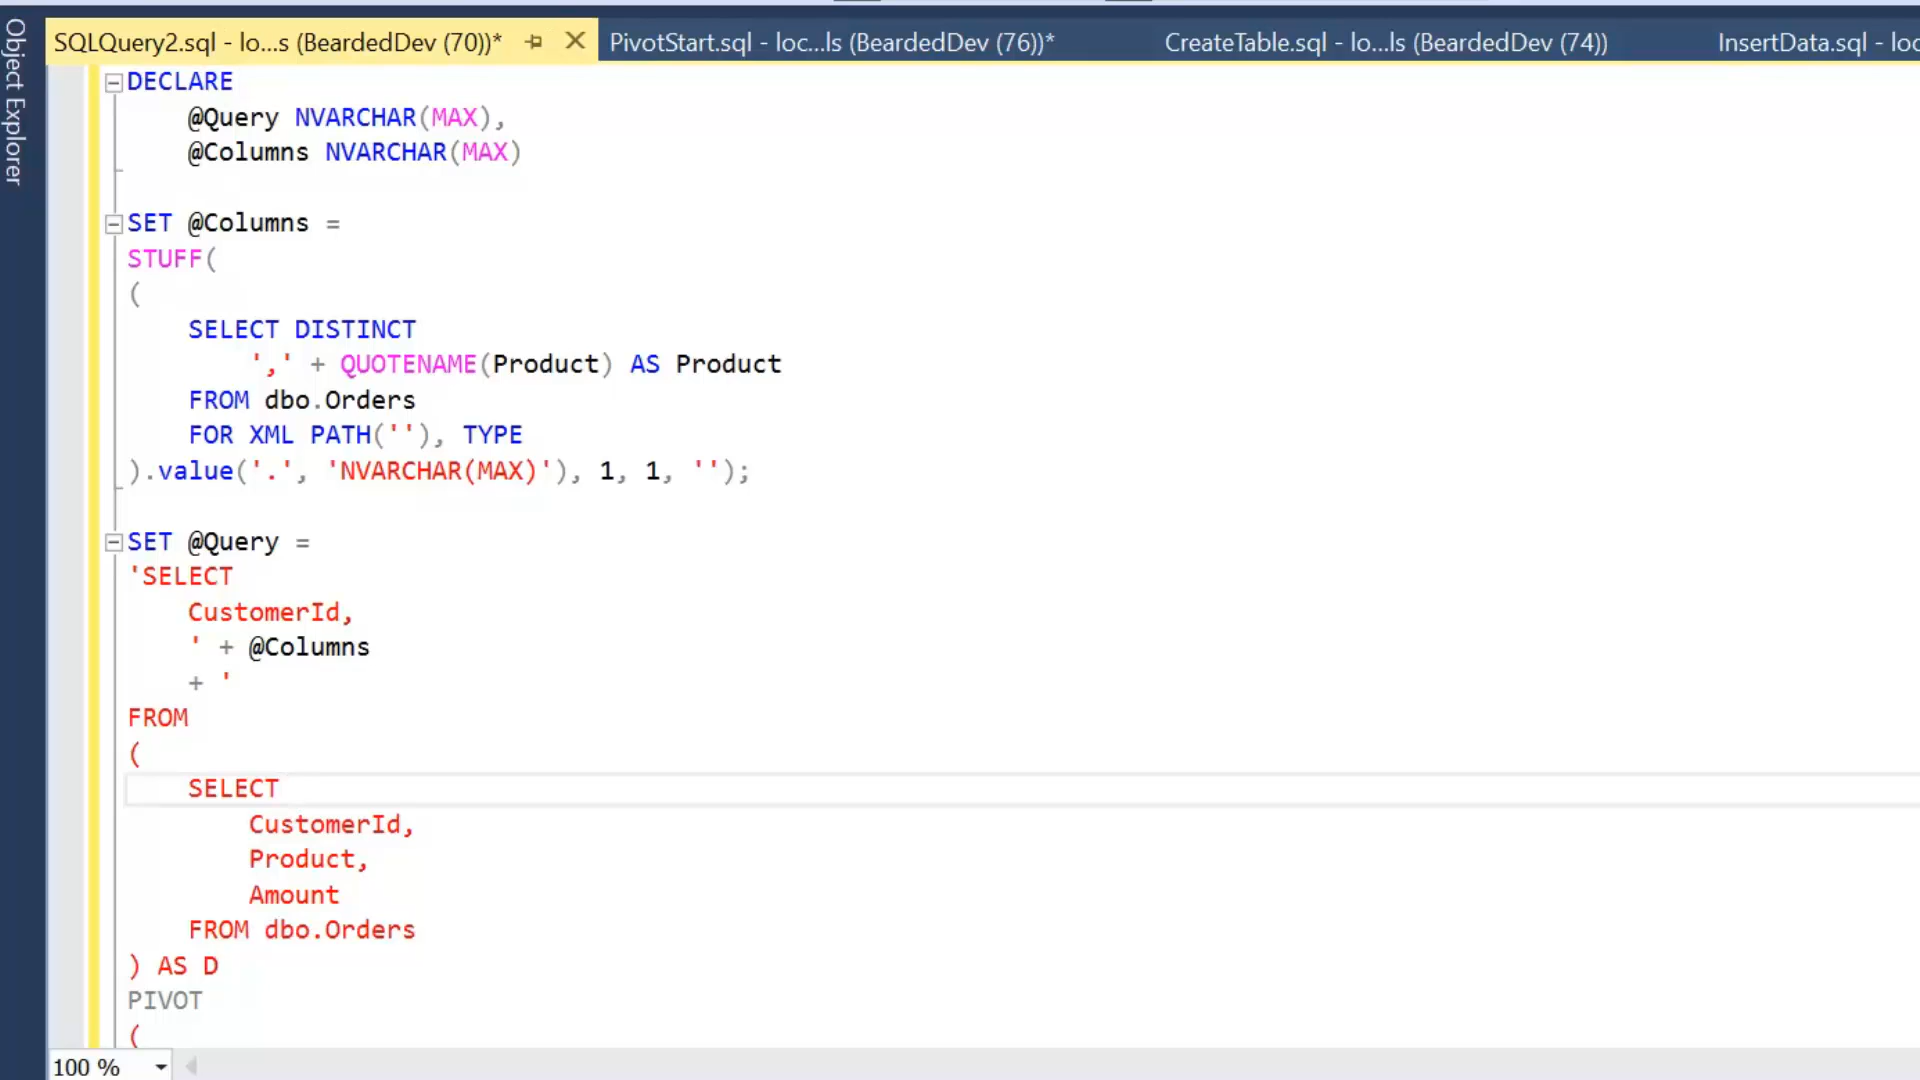 Object Explorer
SQLQuery2.sql - lo...s (BeardedDev (70))*
PivotStart.sql - loc...ls (BeardedDev (76))*
CreateTable.sql - lo...ls (BeardedDev (74))
InsertData.sql - loc
DECLARE
@Query NVARCHAR(MAX),
@Columns NVARCHAR(MAX)
SET @Columns =
STUFF(
(
SELECT DISTINCT
',' + QUOTENAME(Product) AS Product
FROM dbo.Orders
FOR XML PATH(''), TYPE
).value('.', 'NVARCHAR(MAX)'), 1, 1, '');
SET @Query =
'SELECT
CustomerId,
' + @Columns
+ '
FROM
(
SELECT
CustomerId,
Product,
Amount
FROM dbo.Orders
) AS D
PIVOT
(
100 %